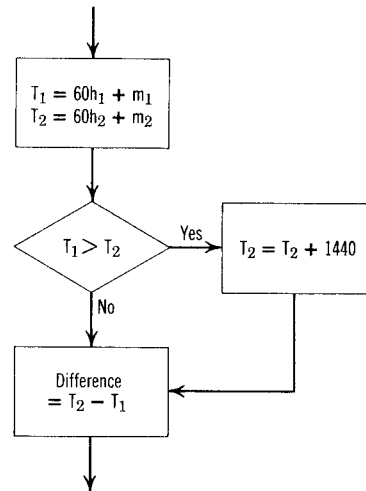 T₁ = 60h₁ + m₁
T₂ = 60h₂ + m₂
T₁ > T₂
Yes
T₂ = T₂ + 1440
No
Difference
= T₂ − T₁